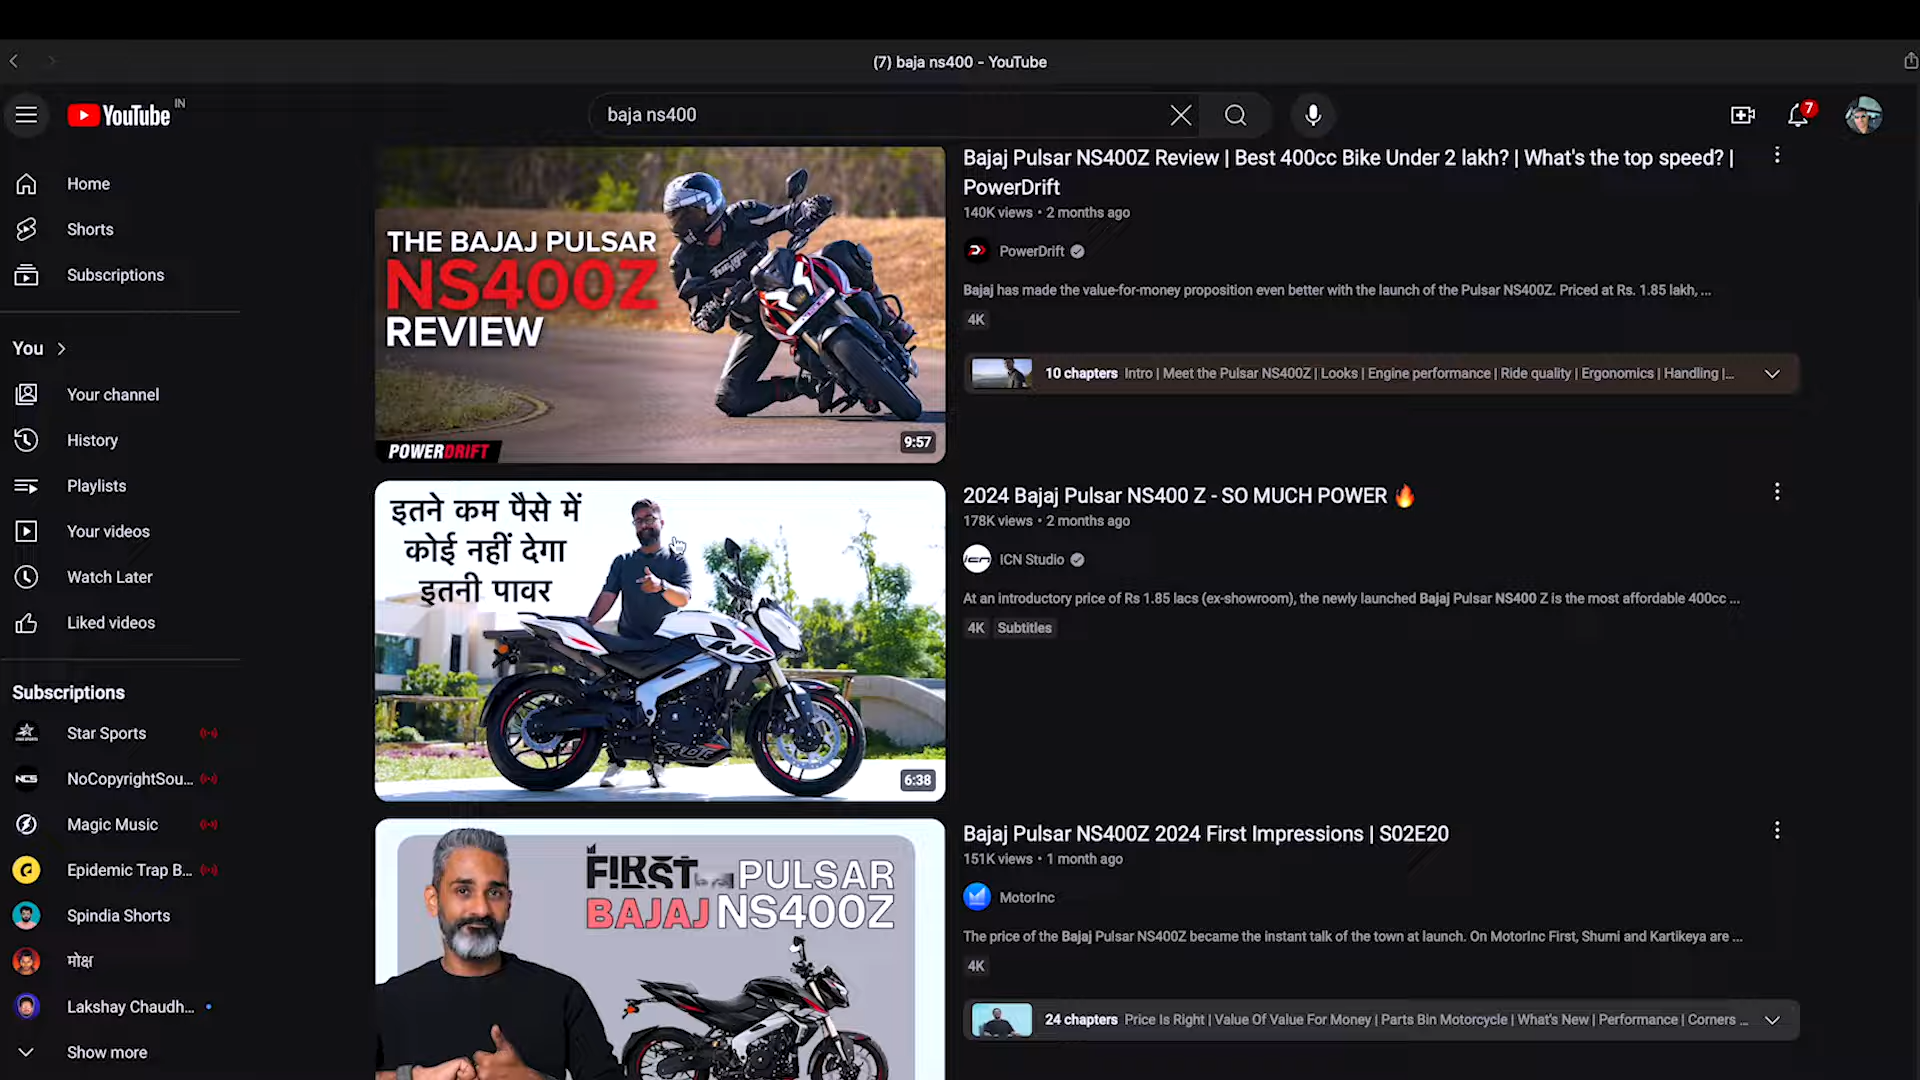 (7) baja ns400 - YouTube
YouTube IN
baja ns400
7
Home
Shorts
Subscriptions
You
Your channel
History
Playlists
Your videos
Watch Later
Liked videos
Subscriptions
Star Sports
NCS
NoCopyrightSou...
Magic Music
Epidemic Trap B...
Spindia Shorts
मोक्ष
Lakshay Chaudh...
Show more
THE BAJAJ PULSAR
NS400Z
REVIEW
POWERDRIFT
9:57
Bajaj Pulsar NS400Z Review | Best 400cc Bike Under 2 lakh? | What's the top speed? |
PowerDrift
140K views • 2 months ago
PowerDrift
Bajaj has made the value-for-money proposition even better with the launch of the Pulsar NS400Z. Priced at Rs. 1.85 lakh, ...
4K
10 chapters Intro | Meet the Pulsar NS400Z | Looks | Engine performance | Ride quality | Ergonomics | Handling |...
इतने कम पैसे में
कोई नहीं देगा
इतनी पावर
NS
6:38
2024 Bajaj Pulsar NS400 Z - SO MUCH POWER 🔥
178K views • 2 months ago
ICN Studio
At an introductory price of Rs 1.85 lacs (ex-showroom), the newly launched Bajaj Pulsar NS400 Z is the most affordable 400cc ...
4K Subtitles
FIRST PULSAR
BAJAJ NS400Z
Bajaj Pulsar NS400Z 2024 First Impressions | S02E20
151K views • 1 month ago
MotorInc
The price of the Bajaj Pulsar NS400Z became the instant talk of the town at launch. On MotorInc First, Shumi and Kartikeya are ...
4K
24 chapters Price Is Right | Value Of Value For Money | Parts Bin Motorcycle | What's New | Performance | Corners ...